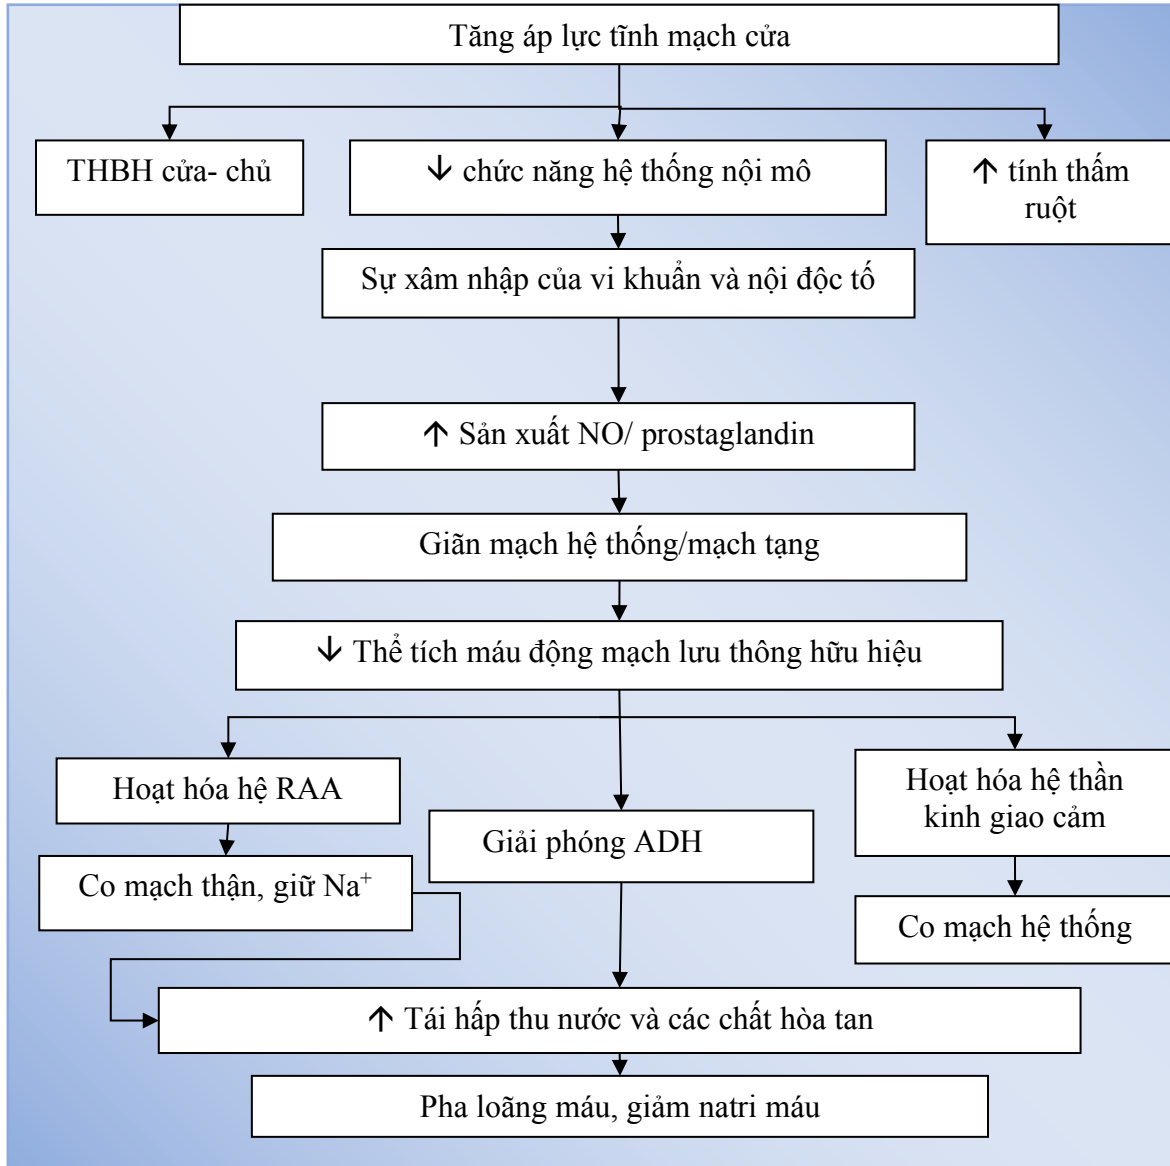 Tăng áp lực tĩnh mạch cửa
THBH cửa- chủ
↓ chức năng hệ thống nội mô
↑ tính thấm
ruột
Sự xâm nhập của vi khuẩn và nội độc tố
↑ Sản xuất NO/ prostaglandin
Giãn mạch hệ thống/mạch tạng
↓ Thể tích máu động mạch lưu thông hữu hiệu
Hoạt hóa hệ RAA
Giải phóng ADH
Hoạt hóa hệ thần
kinh giao cảm
Co mạch thận, giữ Na⁺
Co mạch hệ thống
↑ Tái hấp thu nước và các chất hòa tan
Pha loãng máu, giảm natri máu